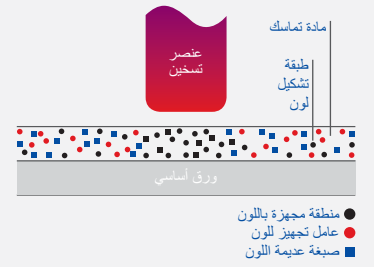 مادة تماسك
عنصر
تسخين
طبقة
تشكيل
لون
ورق أساسي
منطقة مجهزة باللون
عامل تجهيز للون
صبغة عديمة اللون